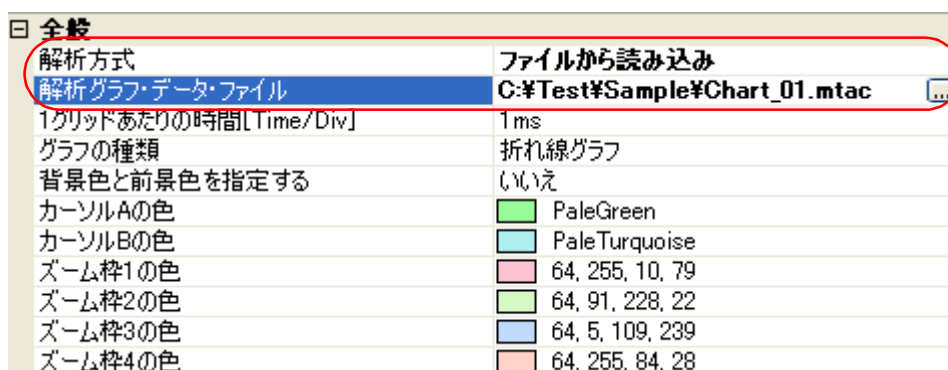 全般
解析方式 ファイルから読み込み
解析グラフ・データ・ファイル C:¥Test¥Sample¥Chart_01.mtac ...
1グリッドあたりの時間[Time/Div] 1ms
グラフの種類 折れ線グラフ
背景色と前景色を指定する いいえ
カーソルAの色 PaleGreen
カーソルBの色 PaleTurquoise
ズーム枠1の色 64, 255, 10, 79
ズーム枠2の色 64, 91, 228, 22
ズーム枠3の色 64, 5, 109, 239
ズーム枠4の色 64, 255, 84, 28